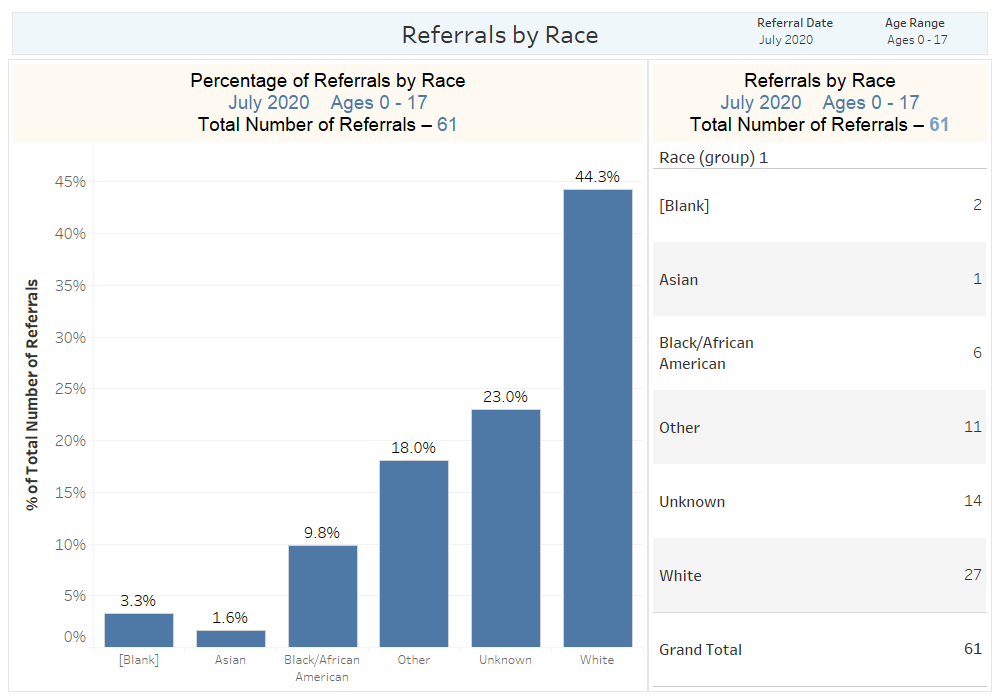 Referrals by Race
Referral Date
July 2020
Age Range
Ages 0 - 17
Percentage of Referrals by Race
July 2020 Ages 0 - 17
Total Number of Referrals – 61
% of Total Number of Referrals
45%
40%
35%
30%
25%
20%
15%
10%
5%
0%
3.3%
1.6%
9.8%
18.0%
23.0%
44.3%
[Blank]
Asian
Black/African
American
Other
Unknown
White
Referrals by Race
July 2020 Ages 0 - 17
Total Number of Referrals – 61
Race (group) 1
[Blank] 2
Asian 1
Black/African
American 6
Other 11
Unknown 14
White 27
Grand Total 61